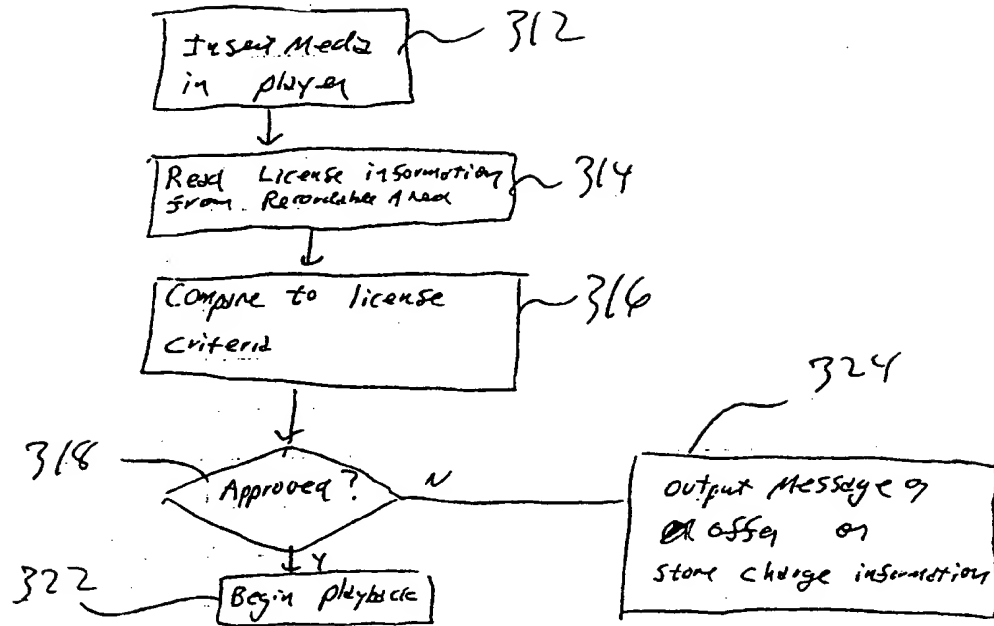 Insert Media
in player
312
Read License information
from Recordable Area
314
Compare to license
criteria
316
324
318
Approved?
N
output Message or
offer or
store charge information
Y
322
Begin playback